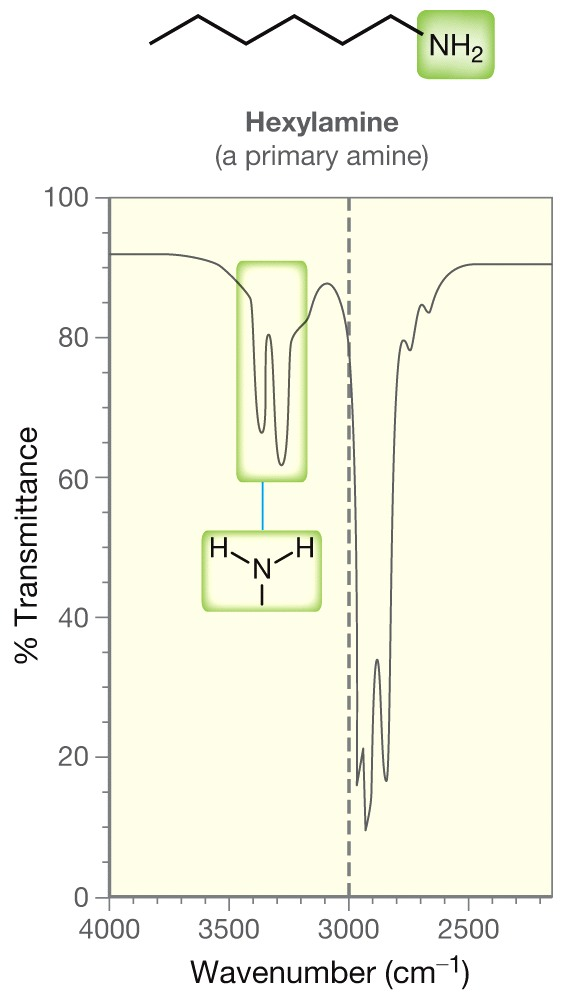 NH₂
Hexylamine
(a primary amine)
100
80
60
40
20
0
% Transmittance
H H
N
4000 3500 3000 2500
Wavenumber (cm⁻¹)